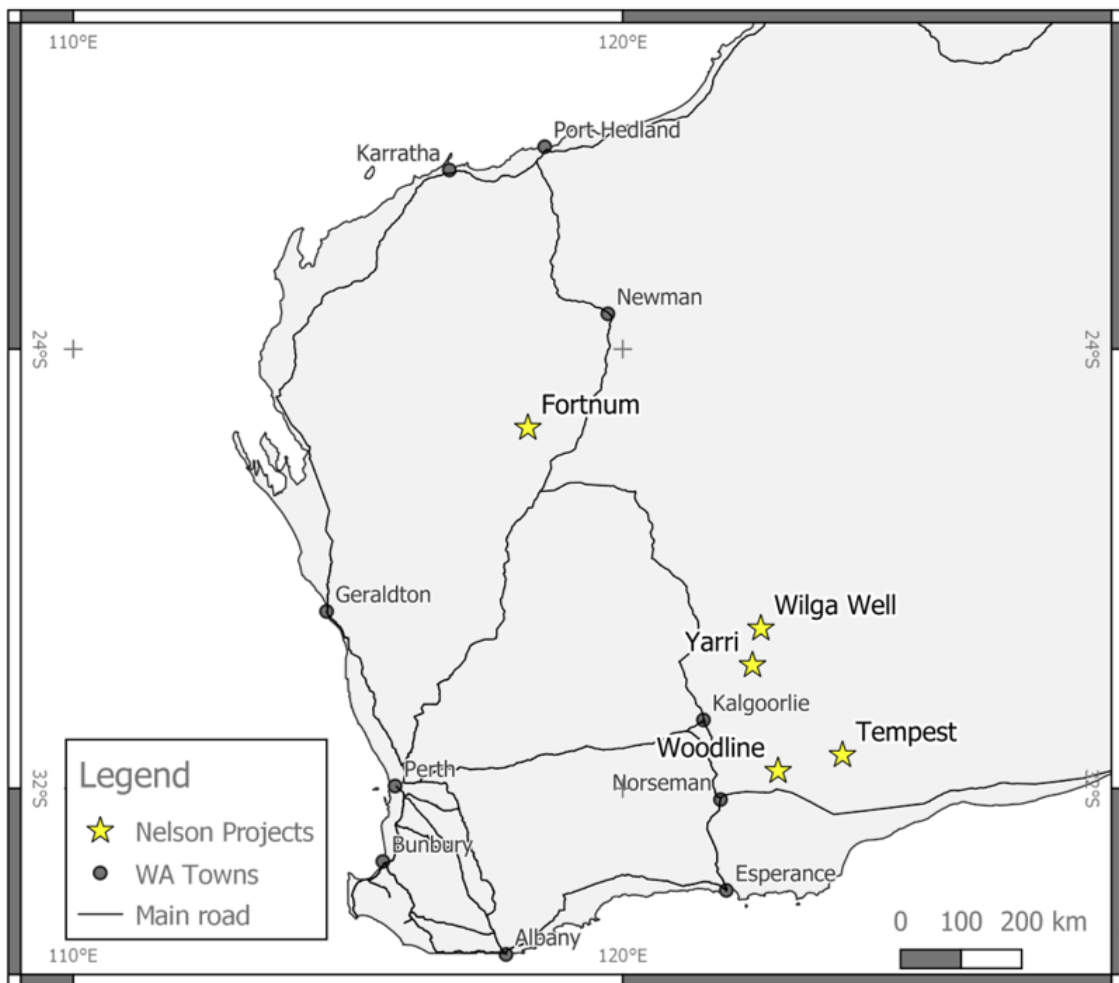 110°E
120°E
Port Hedland
Karratha
Newman
24°S
24°S
Fortnum
Geraldton
Wilga Well
Yarri
Kalgoorlie
Tempest
Woodline
Perth
Norseman
32°S
32°S
Legend
Nelson Projects
WA Towns
Main road
Bunbury
Esperance
Albany
0 100 200 km
110°E
120°E